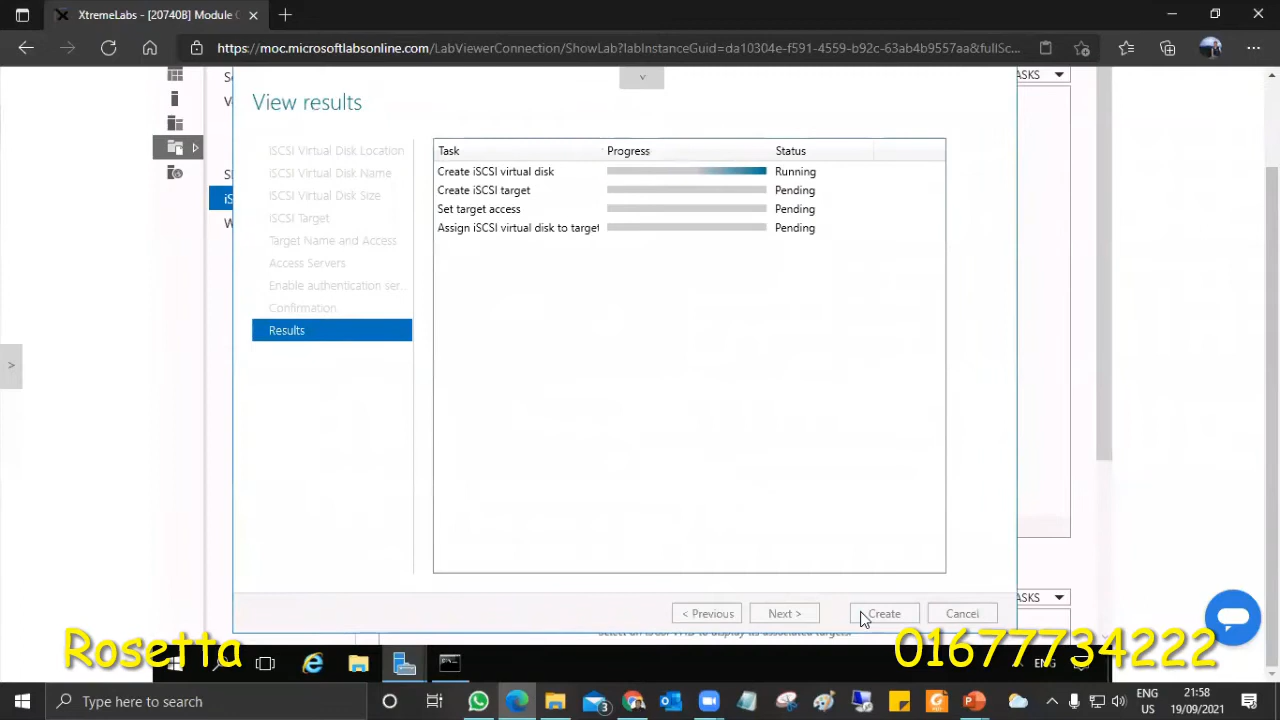 XtremeLabs - [20740B] Module (
https://moc.microsoftlabsonline.com/LabViewerConnection/ShowLab?labInstanceGuid=da10304e-f591-4559-b92c-63ab4b9557aa&fullSc...
ASKS
View results
iSCSI Virtual Disk Location
iSCSI Virtual Disk Name
iSCSI Virtual Disk Size
iSCSI Target
Target Name and Access
Access Servers
Enable authentication ser...
Confirmation
Results
Task Progress Status
Create iSCSI virtual disk Running
Create iSCSI target Pending
Set target access Pending
Assign iSCSI virtual disk to target Pending
< Previous Next > Create Cancel
ASKS
Rosetta 01677734222
ENG
Type here to search
3
ENG
US
21:58
19/09/2021